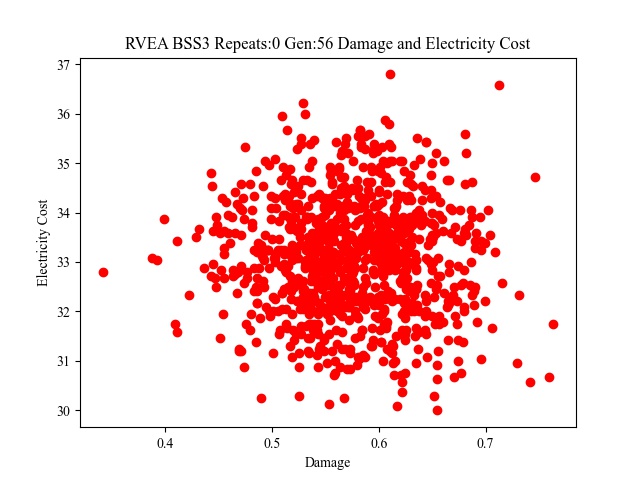 RVEA BSS3 Repeats:0 Gen:56 Damage and Electricity Cost
37
36
35
34
33
32
31
30
Electricity Cost
0.4 0.5 0.6 0.7
Damage